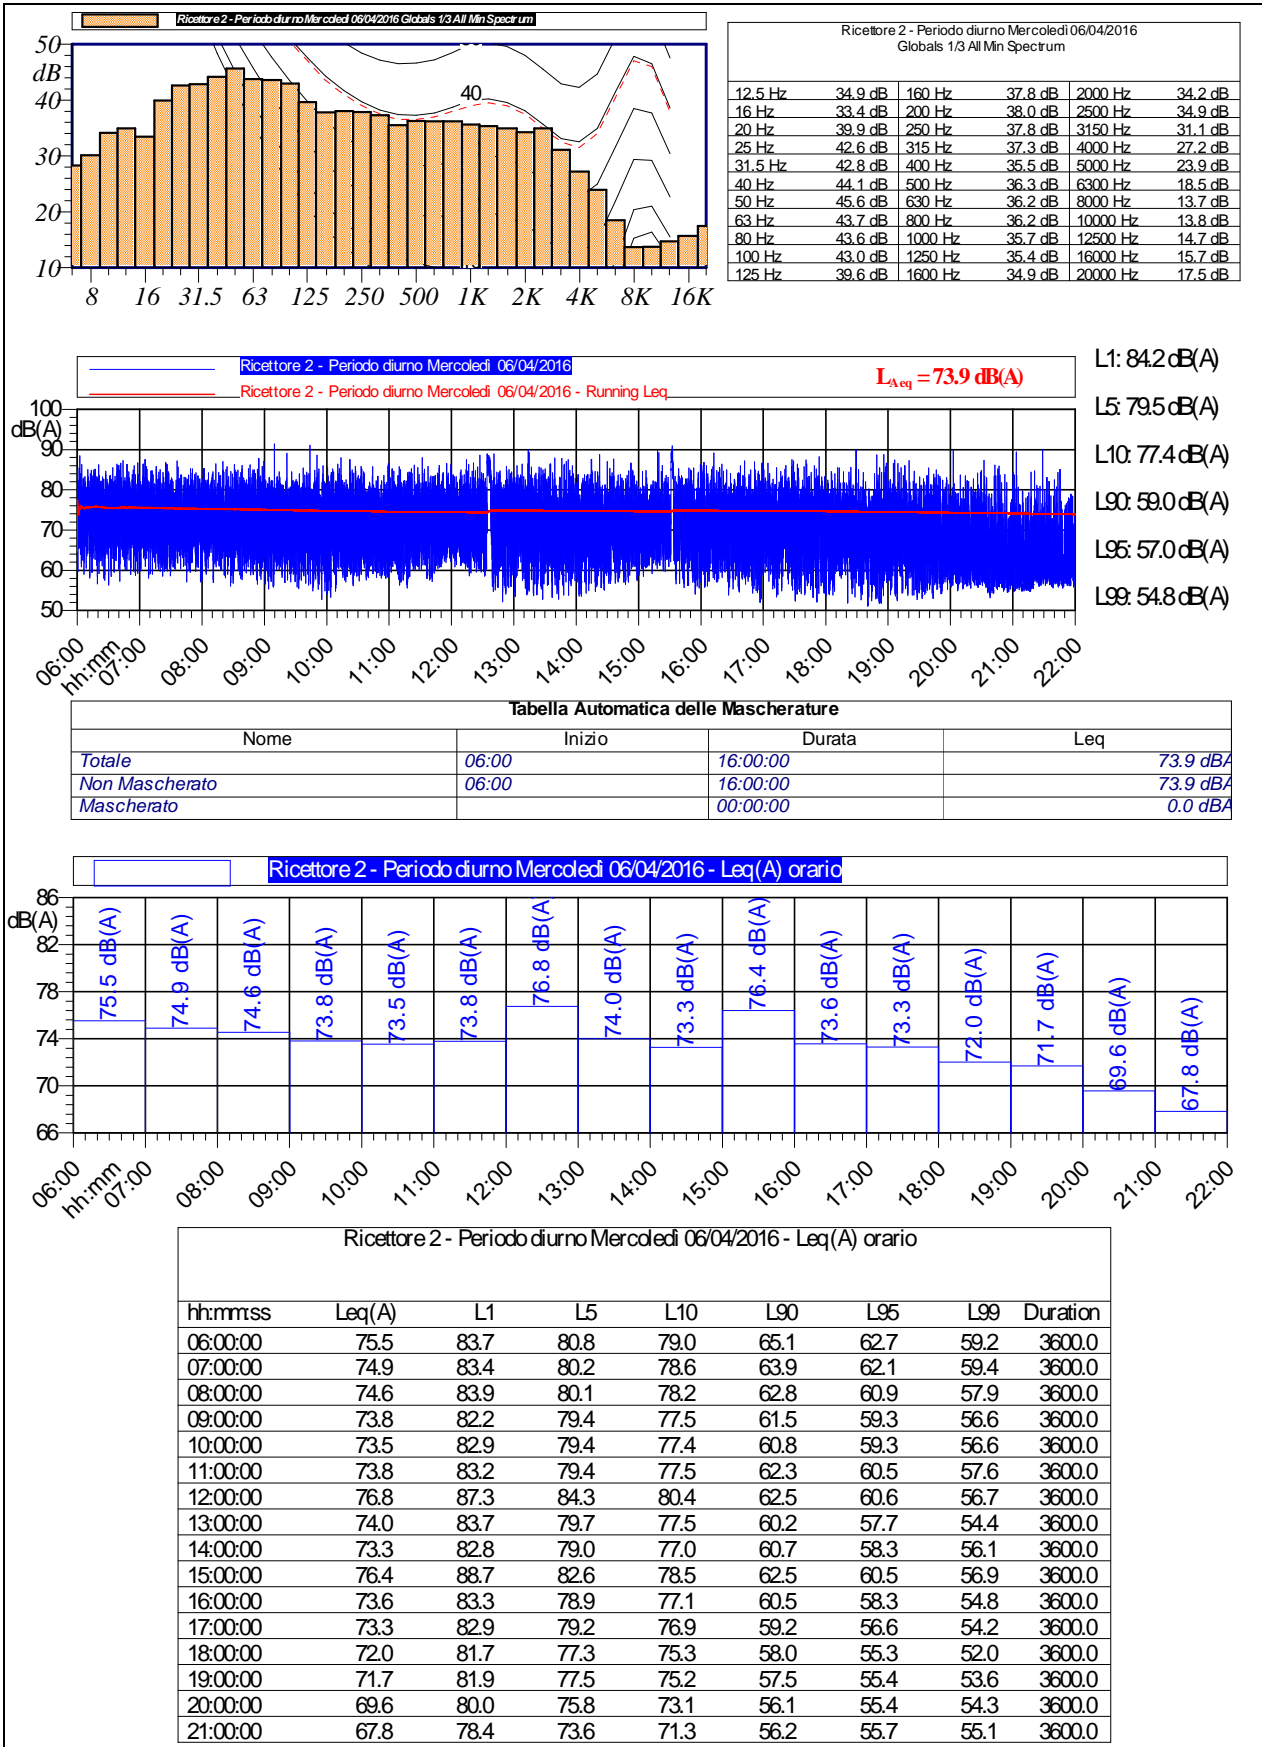 Ricettore 2 - Periodo diurno Mercoledì 06/04/2016 Globals 1/3 All Min Spectrum
50
dB
40
30
20
10
40
8 16 31.5 63 125 250 500 1K 2K 4K 8K 16K
Ricettore 2 - Periodo diurno Mercoledì 06/04/2016
Globals 1/3 All Min Spectrum
12.5 Hz 34.9 dB 160 Hz 37.8 dB 2000 Hz 34.2 dB
16 Hz 33.4 dB 200 Hz 38.0 dB 2500 Hz 34.9 dB
20 Hz 39.9 dB 250 Hz 37.8 dB 3150 Hz 31.1 dB
25 Hz 42.6 dB 315 Hz 37.3 dB 4000 Hz 27.2 dB
31.5 Hz 42.8 dB 400 Hz 35.5 dB 5000 Hz 23.9 dB
40 Hz 44.1 dB 500 Hz 36.3 dB 6300 Hz 18.5 dB
50 Hz 45.6 dB 630 Hz 36.2 dB 8000 Hz 13.7 dB
63 Hz 43.7 dB 800 Hz 36.2 dB 10000 Hz 13.8 dB
80 Hz 43.6 dB 1000 Hz 35.7 dB 12500 Hz 14.7 dB
100 Hz 43.0 dB 1250 Hz 35.4 dB 16000 Hz 15.7 dB
125 Hz 39.6 dB 1600 Hz 34.9 dB 20000 Hz 17.5 dB
Ricettore 2 - Periodo diurno Mercoledì 06/04/2016
Ricettore 2 - Periodo diurno Mercoledì 06/04/2016 - Running Leq
LAeq = 73.9 dB(A)
100
dB(A)
90
80
70
60
50
06:00 hh:mm 07:00 08:00 09:00 10:00 11:00 12:00 13:00 14:00 15:00 16:00 17:00 18:00 19:00 20:00 21:00 22:00
L1: 84.2 dB(A)
L5: 79.5 dB(A)
L10: 77.4 dB(A)
L90: 59.0 dB(A)
L95: 57.0 dB(A)
L99: 54.8 dB(A)
Tabella Automatica delle Mascherature
Nome Inizio Durata Leq
Totale 06:00 16:00:00 73.9 dBA
Non Mascherato 06:00 16:00:00 73.9 dBA
Mascherato 00:00:00 0.0 dBA
Ricettore 2 - Periodo diurno Mercoledì 06/04/2016 - Leq(A) orario
86
dB(A)
82
78
74
70
66
75.5 dB(A) 74.9 dB(A) 74.6 dB(A) 73.8 dB(A) 73.5 dB(A) 73.8 dB(A) 76.8 dB(A) 74.0 dB(A) 73.3 dB(A) 76.4 dB(A) 73.6 dB(A) 73.3 dB(A) 72.0 dB(A) 71.7 dB(A) 69.6 dB(A) 67.8 dB(A)
06:00 hh:mm 07:00 08:00 09:00 10:00 11:00 12:00 13:00 14:00 15:00 16:00 17:00 18:00 19:00 20:00 21:00 22:00
Ricettore 2 - Periodo diurno Mercoledì 06/04/2016 - Leq(A) orario
hh:mm:ss Leq(A) L1 L5 L10 L90 L95 L99 Duration
06:00:00 75.5 83.7 80.8 79.0 65.1 62.7 59.2 3600.0
07:00:00 74.9 83.4 80.2 78.6 63.9 62.1 59.4 3600.0
08:00:00 74.6 83.9 80.1 78.2 62.8 60.9 57.9 3600.0
09:00:00 73.8 82.2 79.4 77.5 61.5 59.3 56.6 3600.0
10:00:00 73.5 82.9 79.4 77.4 60.8 59.3 56.6 3600.0
11:00:00 73.8 83.2 79.4 77.5 62.3 60.5 57.6 3600.0
12:00:00 76.8 87.3 84.3 80.4 62.5 60.6 56.7 3600.0
13:00:00 74.0 83.7 79.7 77.5 60.2 57.7 54.4 3600.0
14:00:00 73.3 82.8 79.0 77.0 60.7 58.3 56.1 3600.0
15:00:00 76.4 88.7 82.6 78.5 62.5 60.5 56.9 3600.0
16:00:00 73.6 83.3 78.9 77.1 60.5 58.3 54.8 3600.0
17:00:00 73.3 82.9 79.2 76.9 59.2 56.6 54.2 3600.0
18:00:00 72.0 81.7 77.3 75.3 58.0 55.3 52.0 3600.0
19:00:00 71.7 81.9 77.5 75.2 57.5 55.4 53.6 3600.0
20:00:00 69.6 80.0 75.8 73.1 56.1 55.4 54.3 3600.0
21:00:00 67.8 78.4 73.6 71.3 56.2 55.7 55.1 3600.0